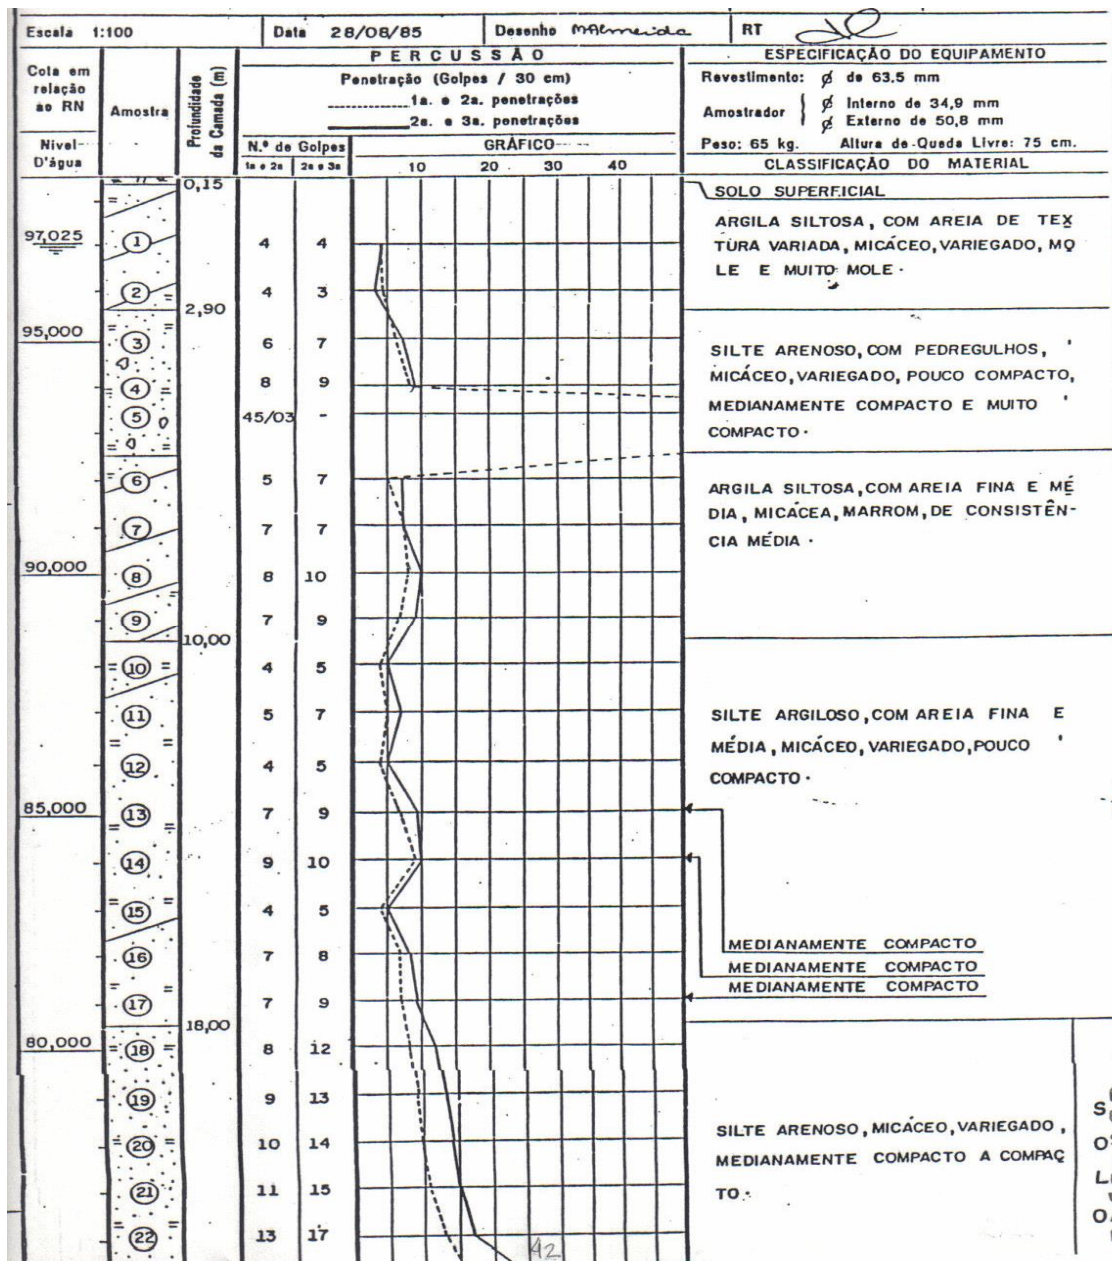 Escala 1:100
Data 28/08/85
Desenho MAlmeida
RT
Cota em
relação
ao RN
Nivel
D'água
Amostra
Profundidade
da Camada (m)
PERCUSSÃO
Penetração (Golpes / 30 cm)
1a. e 2a. penetrações
2a. e 3a. penetrações
N.º de Golpes
1a e 2a 2a e 3a
GRÁFICO
10 20 30 40
ESPECIFICAÇÃO DO EQUIPAMENTO
Revestimento: ø de 63,5 mm
Amostrador { ø Interno de 34,9 mm
ø Externo de 50,8 mm
Peso: 65 kg. Altura de Queda Livre: 75 cm.
CLASSIFICAÇÃO DO MATERIAL
0,15
SOLO SUPERFICIAL
97,025
1 4 4
2 4 3
ARGILA SILTOSA, COM AREIA DE TEX
TURA VARIADA, MICÁCEO, VARIEGADO, MO
LE E MUITO MOLE.
2,90
95,000
3 6 7
4 8 9
5 45/03 -
SILTE ARENOSO, COM PEDREGULHOS, '
MICÁCEO, VARIEGADO, POUCO COMPACTO,
MEDIANAMENTE COMPACTO E MUITO '
COMPACTO.
6 5 7
7 7 7
90,000
8 8 10
9 7 9
ARGILA SILTOSA, COM AREIA FINA E MÉ
DIA, MICÁCEA, MARROM, DE CONSISTÊN-
CIA MÉDIA.
10,00
10 4 5
11 5 7
12 4 5
85,000
13 7 9
14 9 10
15 4 5
16 7 8
17 7 9
SILTE ARGILOSO, COM AREIA FINA E
MÉDIA, MICÁCEO, VARIEGADO, POUCO '
COMPACTO.
MEDIANAMENTE COMPACTO
MEDIANAMENTE COMPACTO
MEDIANAMENTE COMPACTO
18,00
80,000
18 8 12
19 9 13
20 10 14
21 11 15
22 13 17
SILTE ARENOSO, MICÁCEO, VARIEGADO,
MEDIANAMENTE COMPACTO A COMPAC
TO.